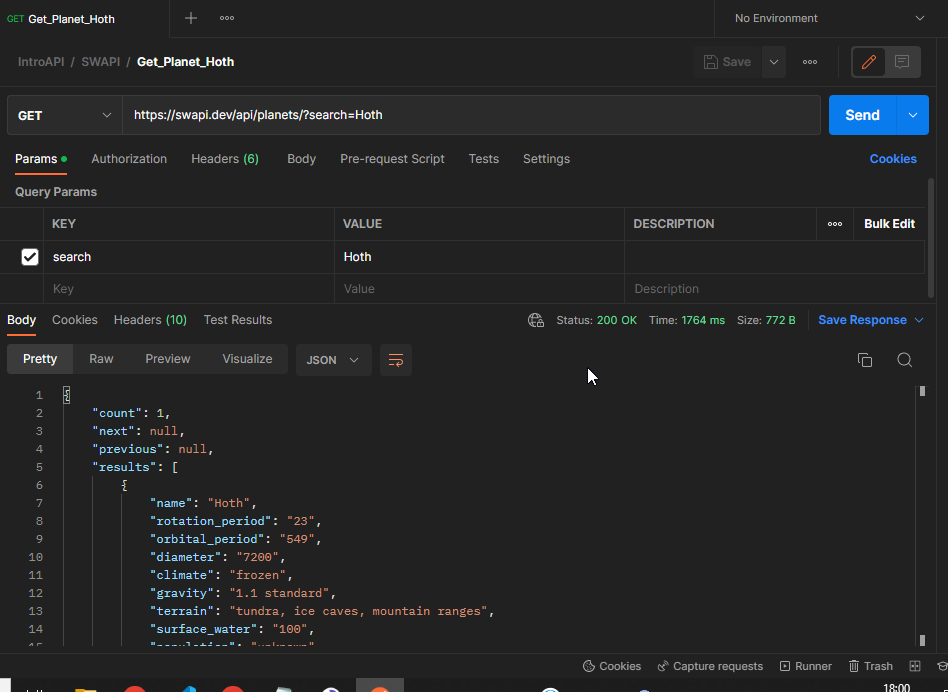 GET Get_Planet_Hoth
No Environment
IntroAPI / SWAPI / Get_Planet_Hoth
Save
GET https://swapi.dev/api/planets/?search=Hoth
Send
Params Authorization Headers (6) Body Pre-request Script Tests Settings Cookies
Query Params
KEY VALUE DESCRIPTION Bulk Edit
search Hoth
Key Value Description
Body Cookies Headers (10) Test Results Status: 200 OK Time: 1764 ms Size: 772 B Save Response
Pretty Raw Preview Visualize JSON
1 {
2 "count": 1,
3 "next": null,
4 "previous": null,
5 "results": [
6 {
7 "name": "Hoth",
8 "rotation_period": "23",
9 "orbital_period": "549",
10 "diameter": "7200",
11 "climate": "frozen",
12 "gravity": "1.1 standard",
13 "terrain": "tundra, ice caves, mountain ranges",
14 "surface_water": "100",
15 "population": "unknown"
Cookies Capture requests Runner Trash
18:00